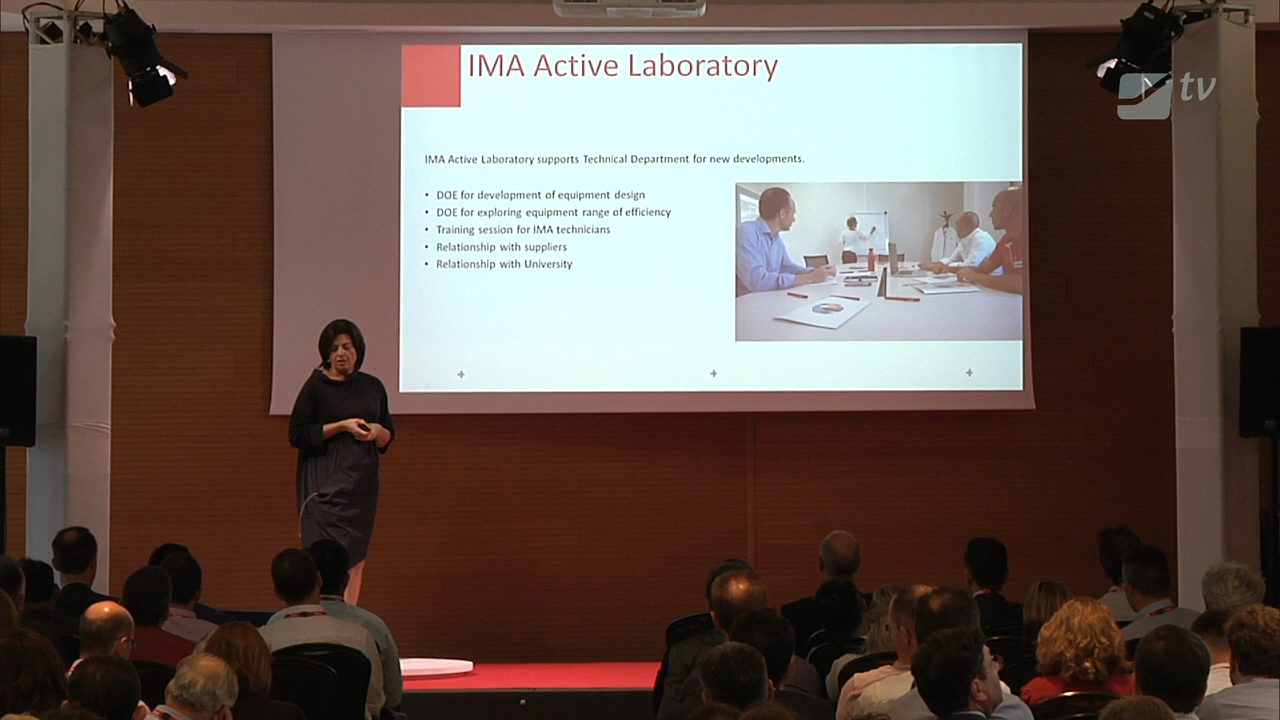 IMA Active Laboratory
tv
IMA Active Laboratory supports Technical Department for new developments.
• DOE for development of equipment design
• DOE for exploring equipment range of efficiency
• Training session for IMA technicians
• Relationship with suppliers
• Relationship with University